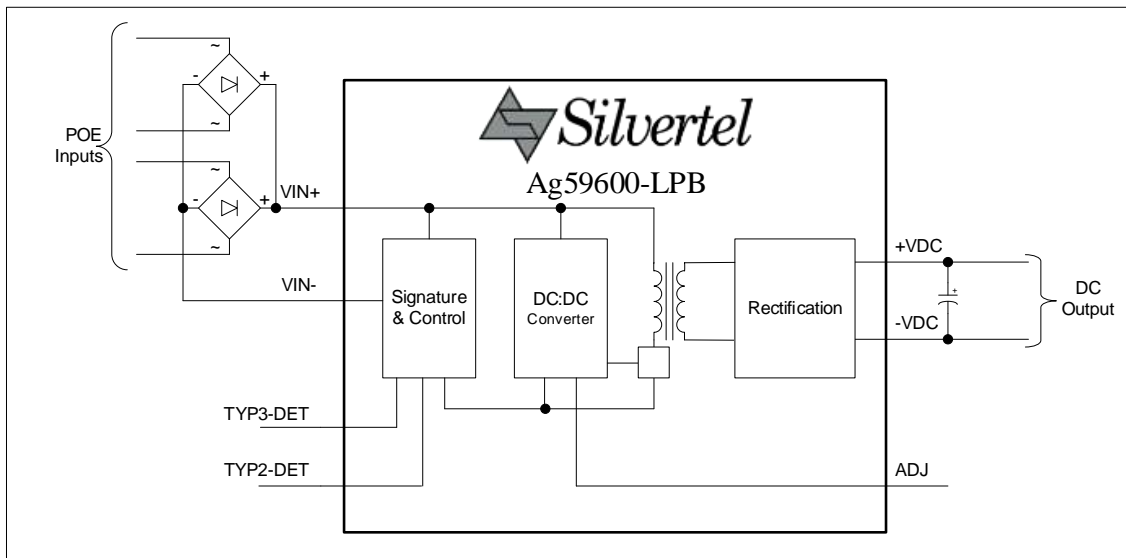 ~
- +
~
POE
Inputs
~
- +
~
VIN+
VIN-
Silvertel
Ag59600-LPB
Signature
& Control
DC:DC
Converter
Rectification
+VDC
-VDC
+
DC
Output
TYP3-DET
TYP2-DET
ADJ